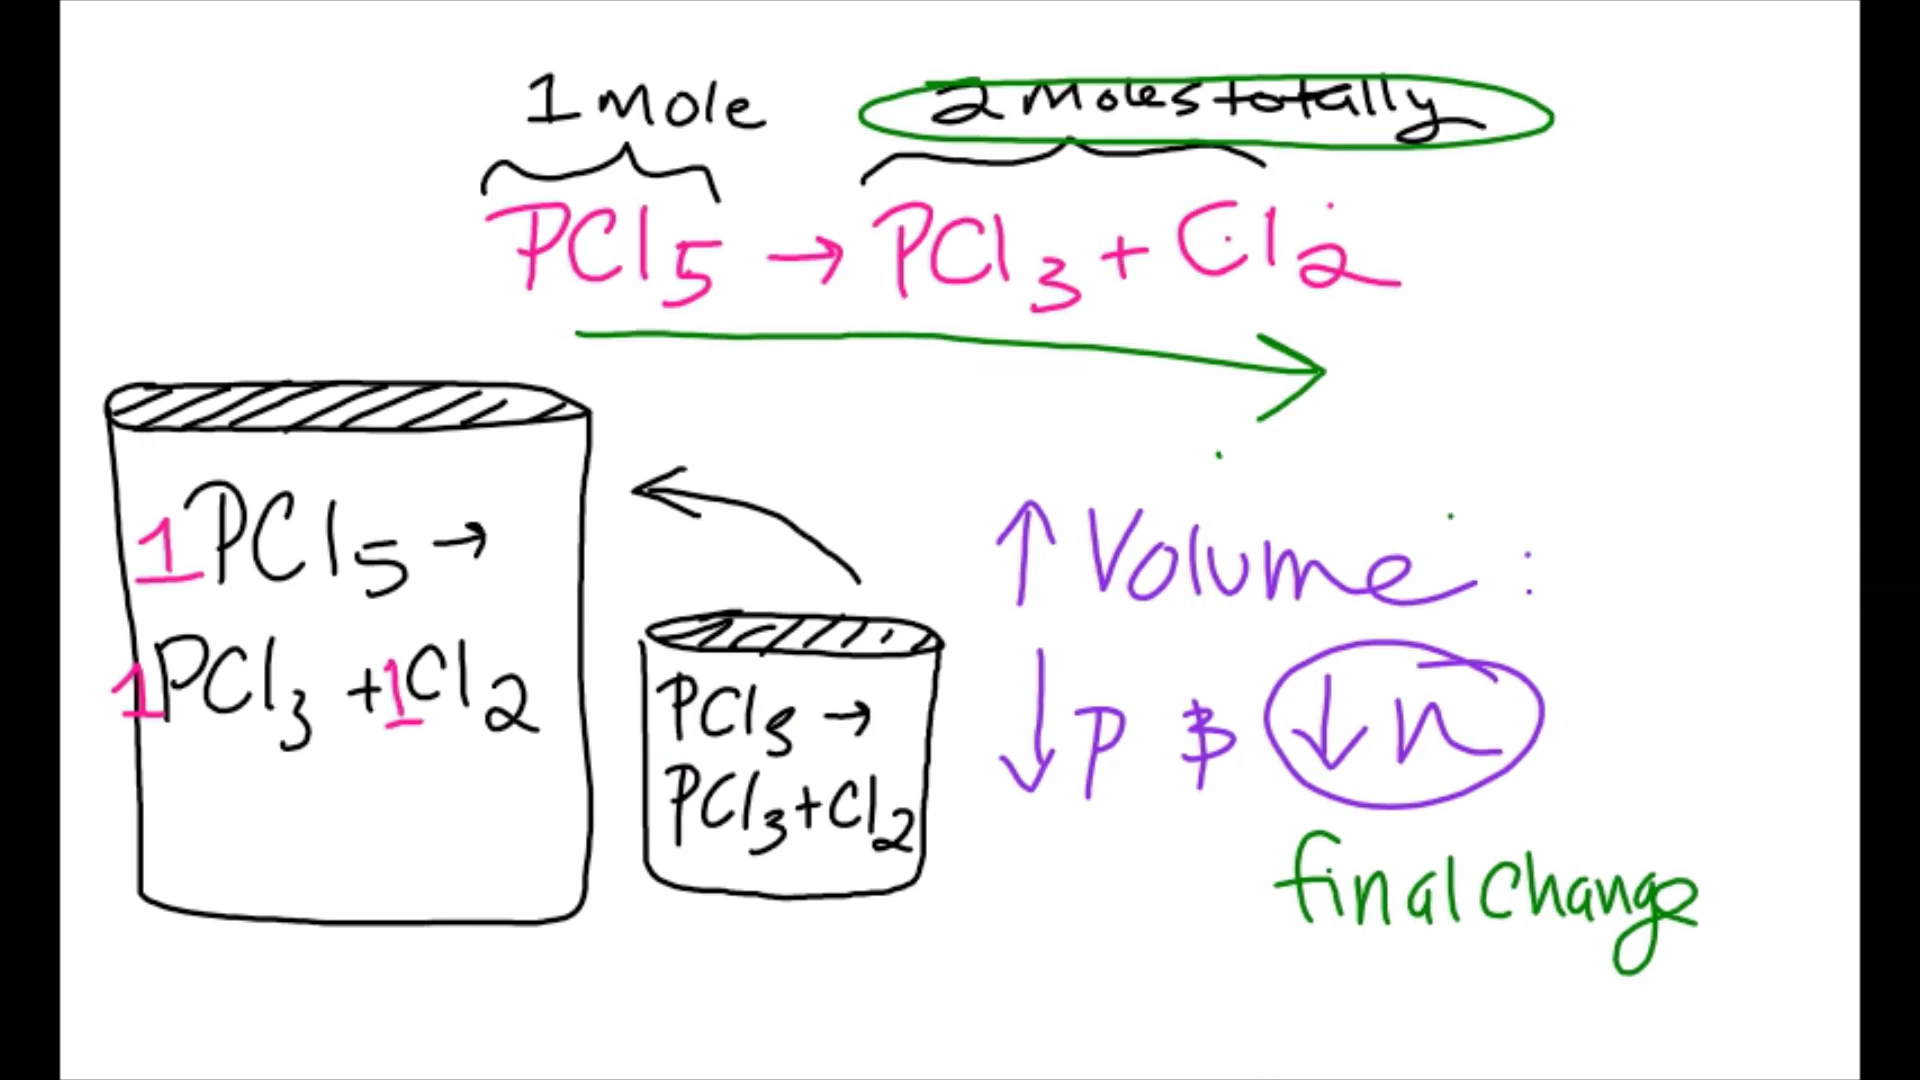 1 mole 2 moles totally
PCl5 → PCl3 + Cl2
1PCl5 →
1PCl3 + 1Cl2
PCl5 →
PCl3 + Cl2
↑ Volume :
↓ P & ↓ n
final change